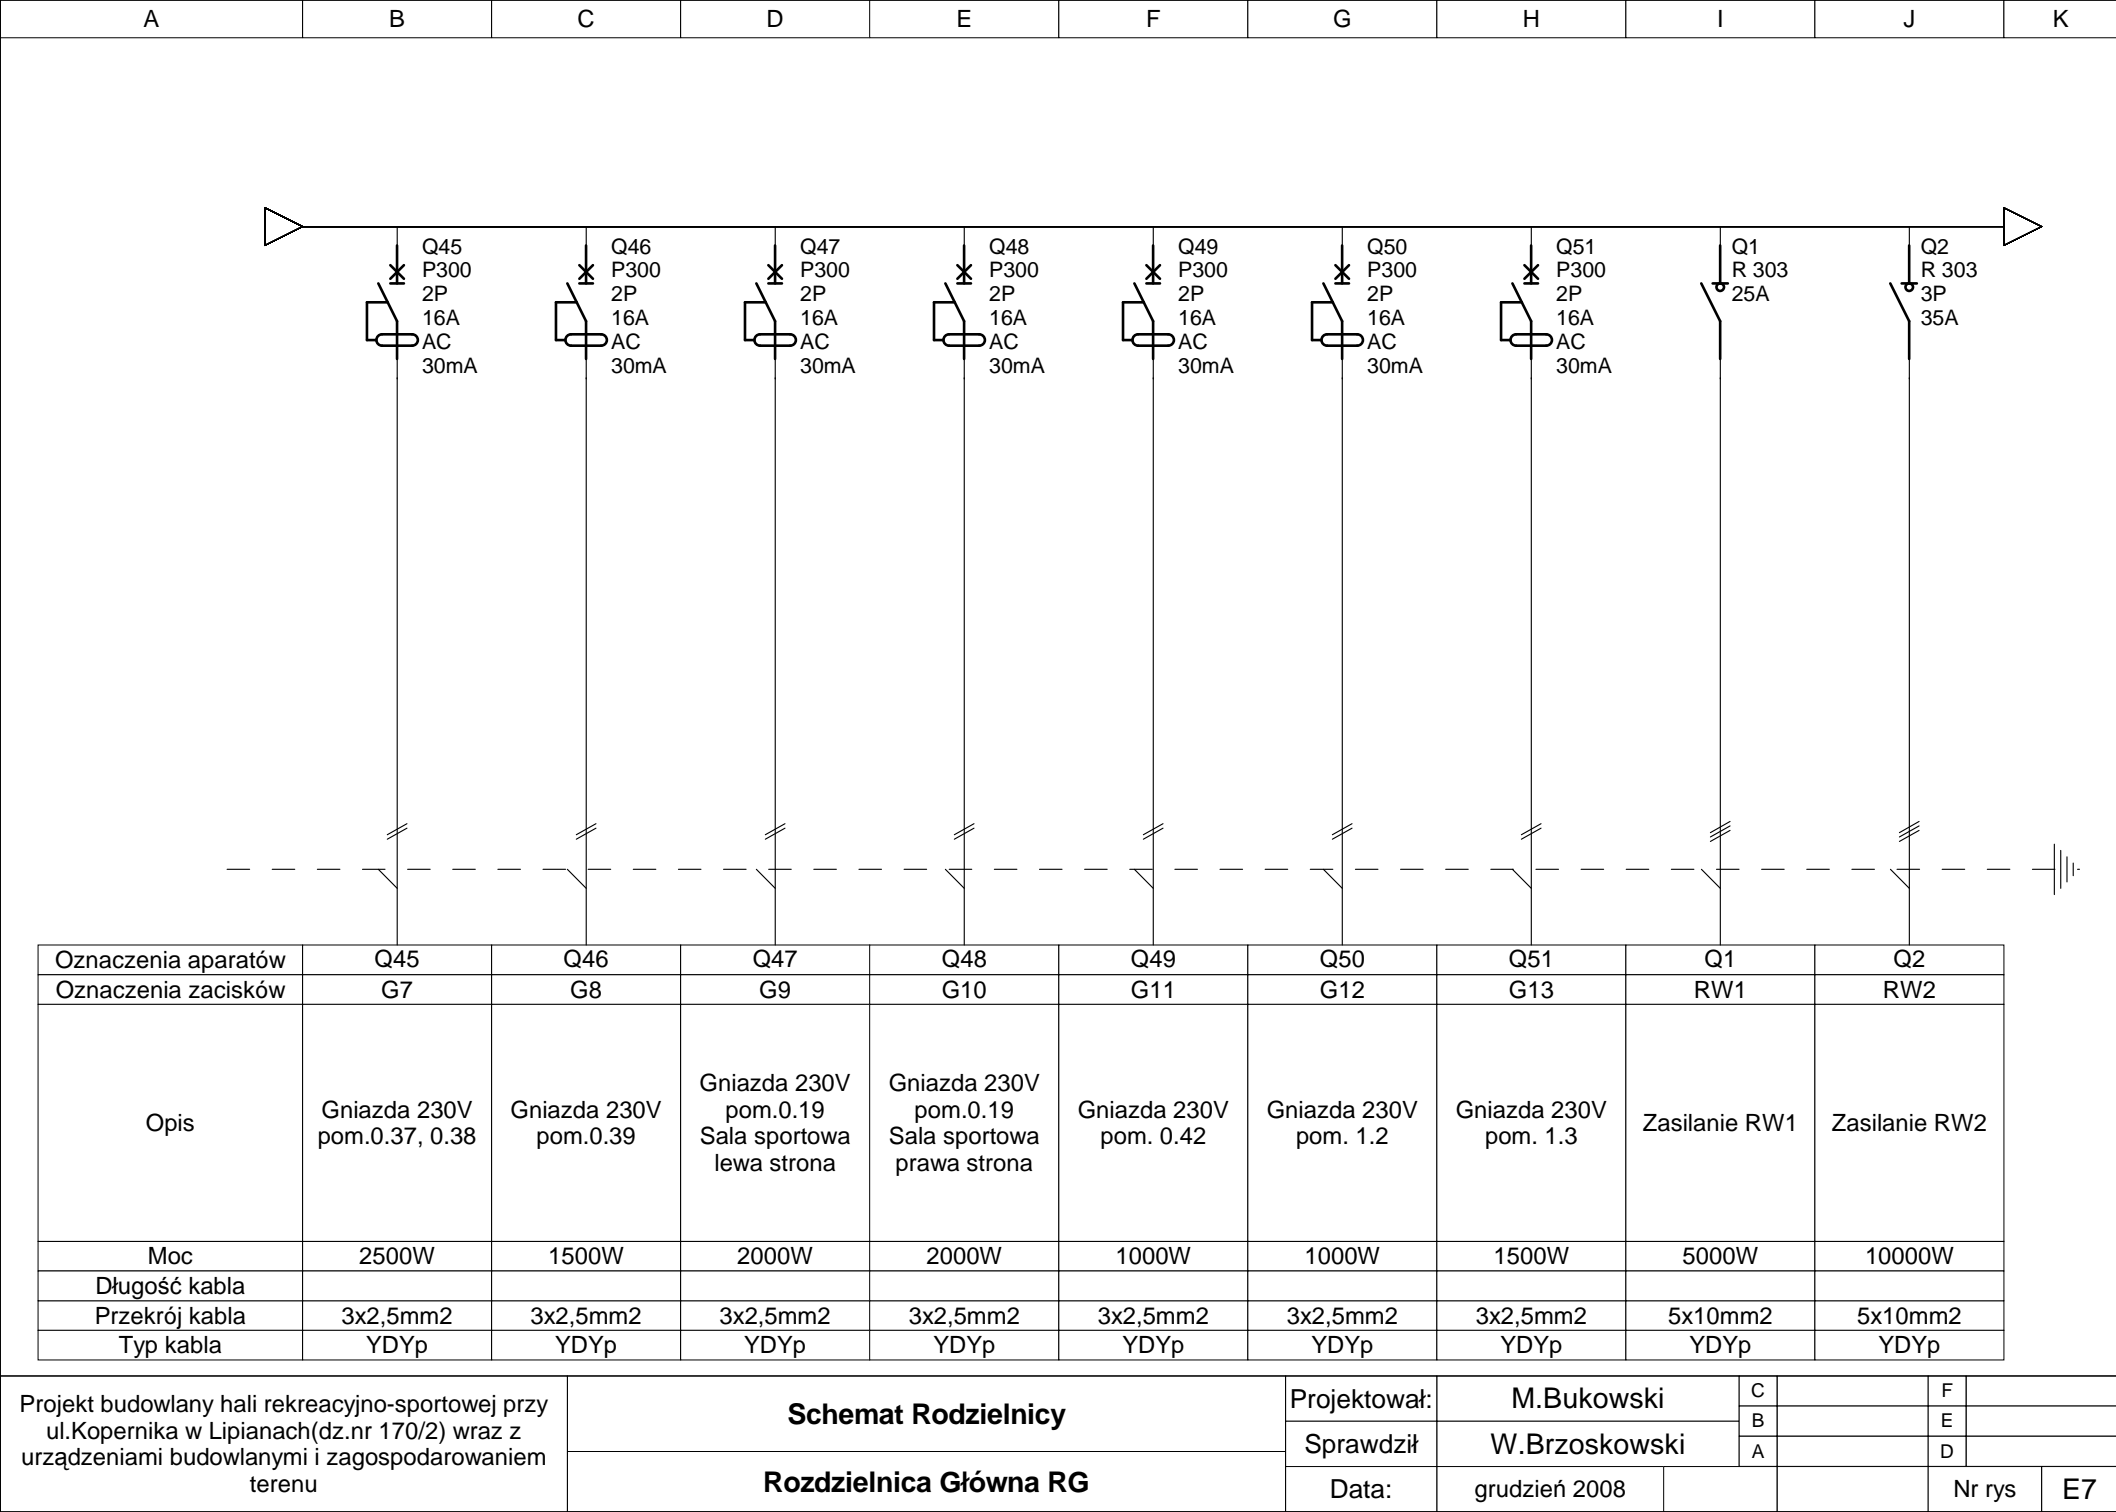 A B C D E F G H I J K
Q45 Q46 Q47 Q48 Q49 Q50 Q51 Q1 Q2
P300 P300 P300 P300 P300 P300 P300 R 303 R 303
2P 2P 2P 2P 2P 2P 2P 25A 3P
16A 16A 16A 16A 16A 16A 16A 35A
AC AC AC AC AC AC AC
30mA 30mA 30mA 30mA 30mA 30mA 30mA
Oznaczenia aparatów Q45 Q46 Q47 Q48 Q49 Q50 Q51 Q1 Q2
Oznaczenia zacisków G7 G8 G9 G10 G11 G12 G13 RW1 RW2
Opis
Gniazda 230V
pom.0.37, 0.38
Gniazda 230V
pom.0.39
Gniazda 230V
pom.0.19
Sala sportowa
lewa strona
Gniazda 230V
pom.0.19
Sala sportowa
prawa strona
Gniazda 230V
pom. 0.42
Gniazda 230V
pom. 1.2
Gniazda 230V
pom. 1.3
Zasilanie RW1
Zasilanie RW2
Moc 2500W 1500W 2000W 2000W 1000W 1000W 1500W 5000W 10000W
Długość kabla
Przekrój kabla 3x2,5mm2 3x2,5mm2 3x2,5mm2 3x2,5mm2 3x2,5mm2 3x2,5mm2 3x2,5mm2 5x10mm2 5x10mm2
Typ kabla YDYp YDYp YDYp YDYp YDYp YDYp YDYp YDYp YDYp
Projekt budowlany hali rekreacyjno-sportowej przy
ul.Kopernika w Lipianach(dz.nr 170/2) wraz z
urządzeniami budowlanymi i zagospodarowaniem
terenu
Schemat Rodzielnicy
Rozdzielnica Główna RG
Projektował: M.Bukowski
Sprawdził W.Brzoskowski
Data: grudzień 2008
C F
B E
A D
Nr rys E7